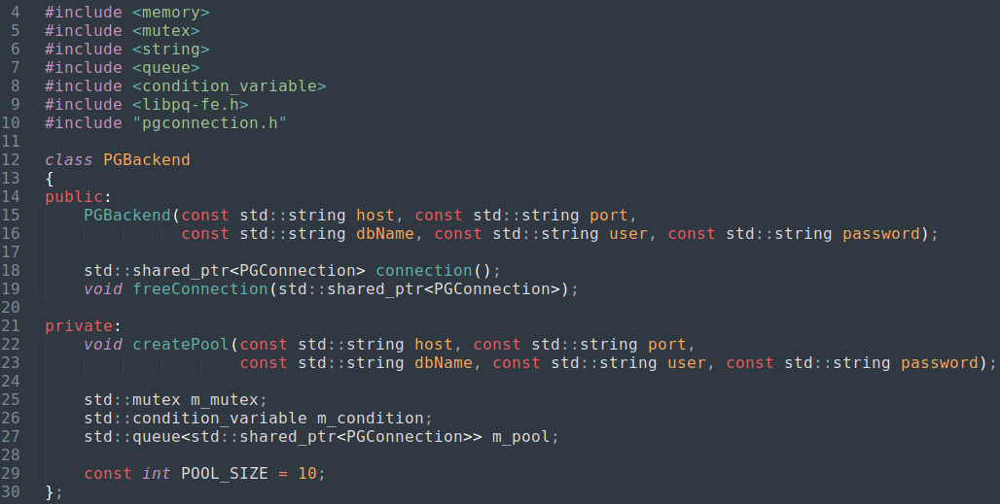 4 #include <memory>
5 #include <mutex>
6 #include <string>
7 #include <queue>
8 #include <condition_variable>
9 #include <libpq-fe.h>
10 #include "pgconnection.h"
11
12 class PGBackend
13 {
14 public:
15     PGBackend(const std::string host, const std::string port,
16               const std::string dbName, const std::string user, const std::string password);
17
18     std::shared_ptr<PGConnection> connection();
19     void freeConnection(std::shared_ptr<PGConnection>);
20
21 private:
22     void createPool(const std::string host, const std::string port,
23                     const std::string dbName, const std::string user, const std::string password);
24
25     std::mutex m_mutex;
26     std::condition_variable m_condition;
27     std::queue<std::shared_ptr<PGConnection>> m_pool;
28
29     const int POOL_SIZE = 10;
30 };